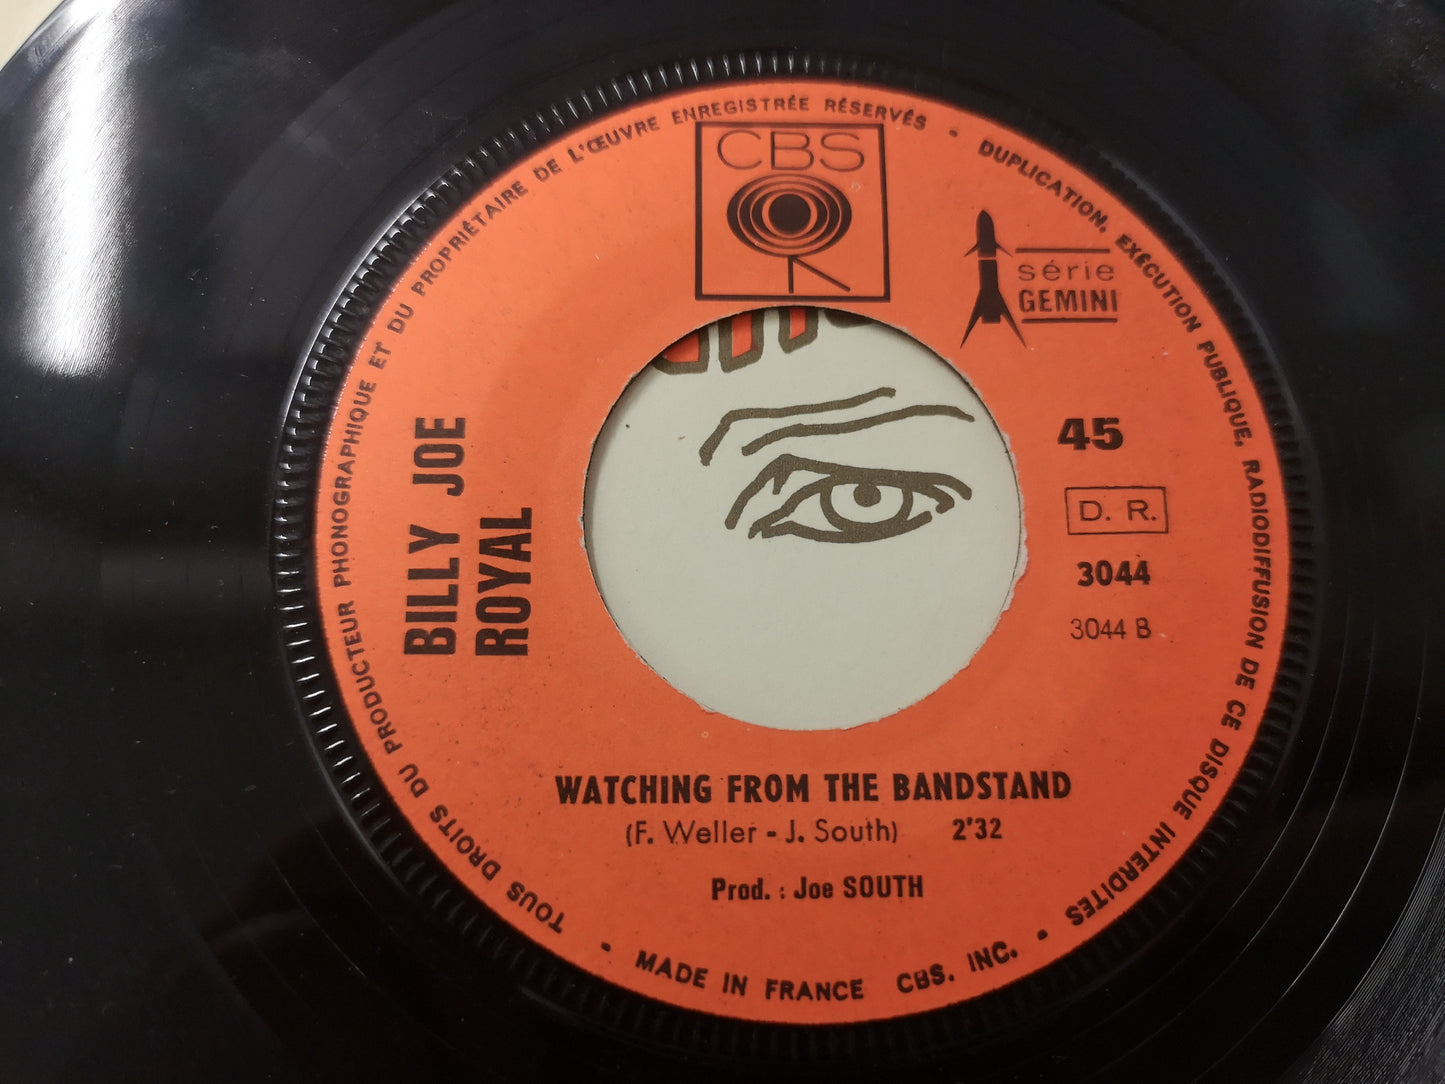 TOUS DROITS DU PRODUCTEUR PHONOGRAPHIQUE ET DU PROPRIÉTAIRE DE L'ŒUVRE ENREGISTRÉE RÉSERVÉS - DUPLICATION, EXÉCUTION PUBLIQUE, RADIODIFFUSION DE CE DISQUE INTERDITES -
CBS
série
GEMINI
BILLY JOE
ROYAL
45
D. R.
3044
3044 B
WATCHING FROM THE BANDSTAND
(F. Weller - J. South) 2'32
Prod. : Joe SOUTH
- MADE IN FRANCE CBS. INC.